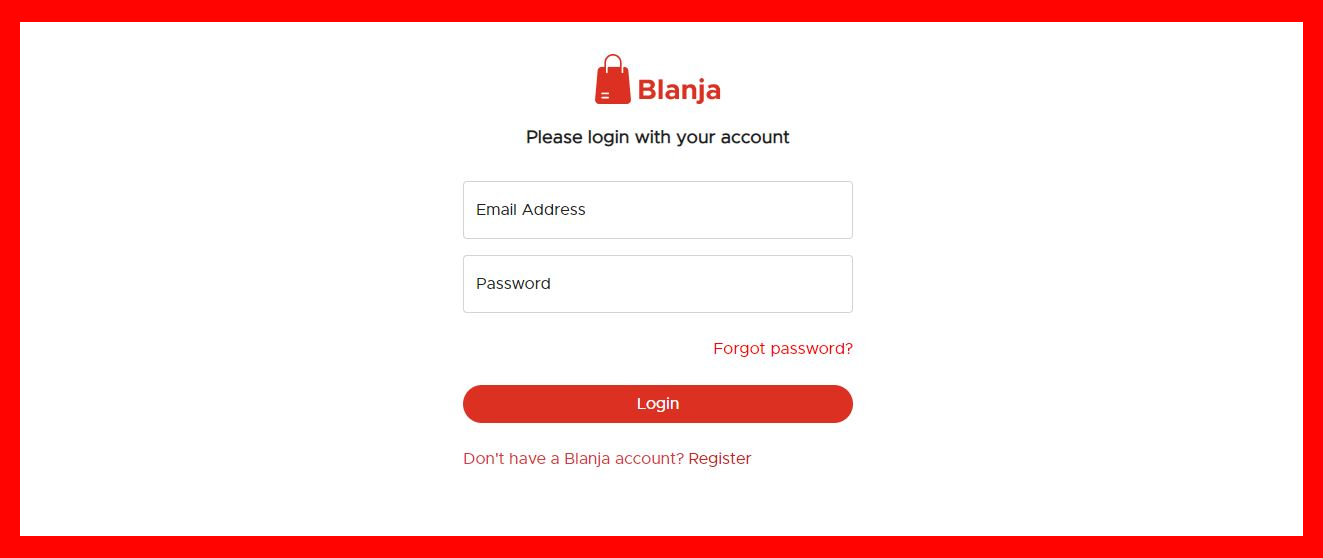 Blanja
Please login with your account
Email Address
Password
Forgot password?
Login
Don't have a Blanja account? Register